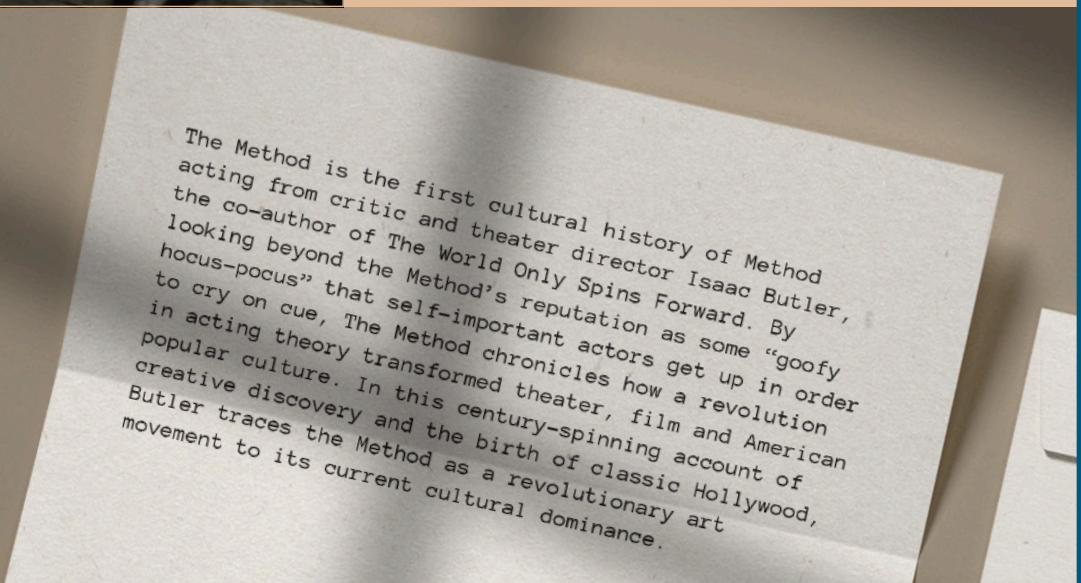 The Method is the first cultural history of Method
acting from critic and theater director Isaac Butler,
the co-author of The World Only Spins Forward. By
looking beyond the Method’s reputation as some “goofy
hocus-pocus” that self-important actors get up in order
to cry on cue, The Method chronicles how a revolution
in acting theory transformed theater, film and American
popular culture. In this century-spinning account of
creative discovery and the birth of classic Hollywood,
Butler traces the Method as a revolutionary art
movement to its current cultural dominance.